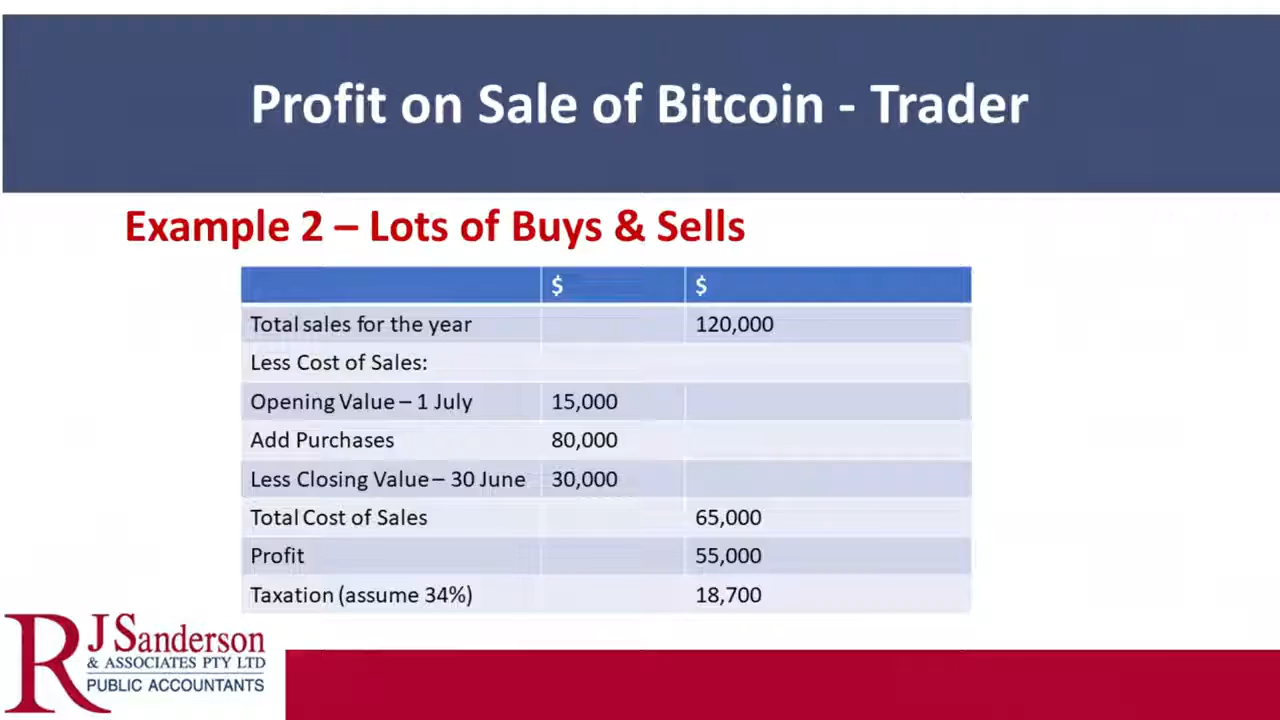 Profit on Sale of Bitcoin - Trader
Example 2 – Lots of Buys & Sells
$ $
Total sales for the year 120,000
Less Cost of Sales:
Opening Value – 1 July 15,000
Add Purchases 80,000
Less Closing Value – 30 June 30,000
Total Cost of Sales 65,000
Profit 55,000
Taxation (assume 34%) 18,700
RJSanderson
& ASSOCIATES PTY LTD
PUBLIC ACCOUNTANTS